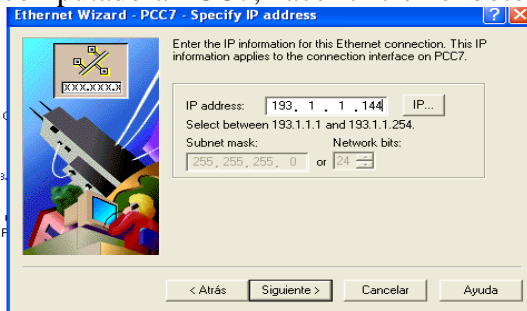 Ethernet Wizard - PCC7 - Specify IP address
Enter the IP information for this Ethernet connection. This IP
information applies to the connection interface on PCC7.
xxx.xxx.x
IP address: 193 . 1 . 1 .144 IP...
Select between 193.1.1.1 and 193.1.1.254.
Subnet mask: Network bits:
255 . 255 . 255 . 0 or 24
< Atrás Siguiente > Cancelar Ayuda